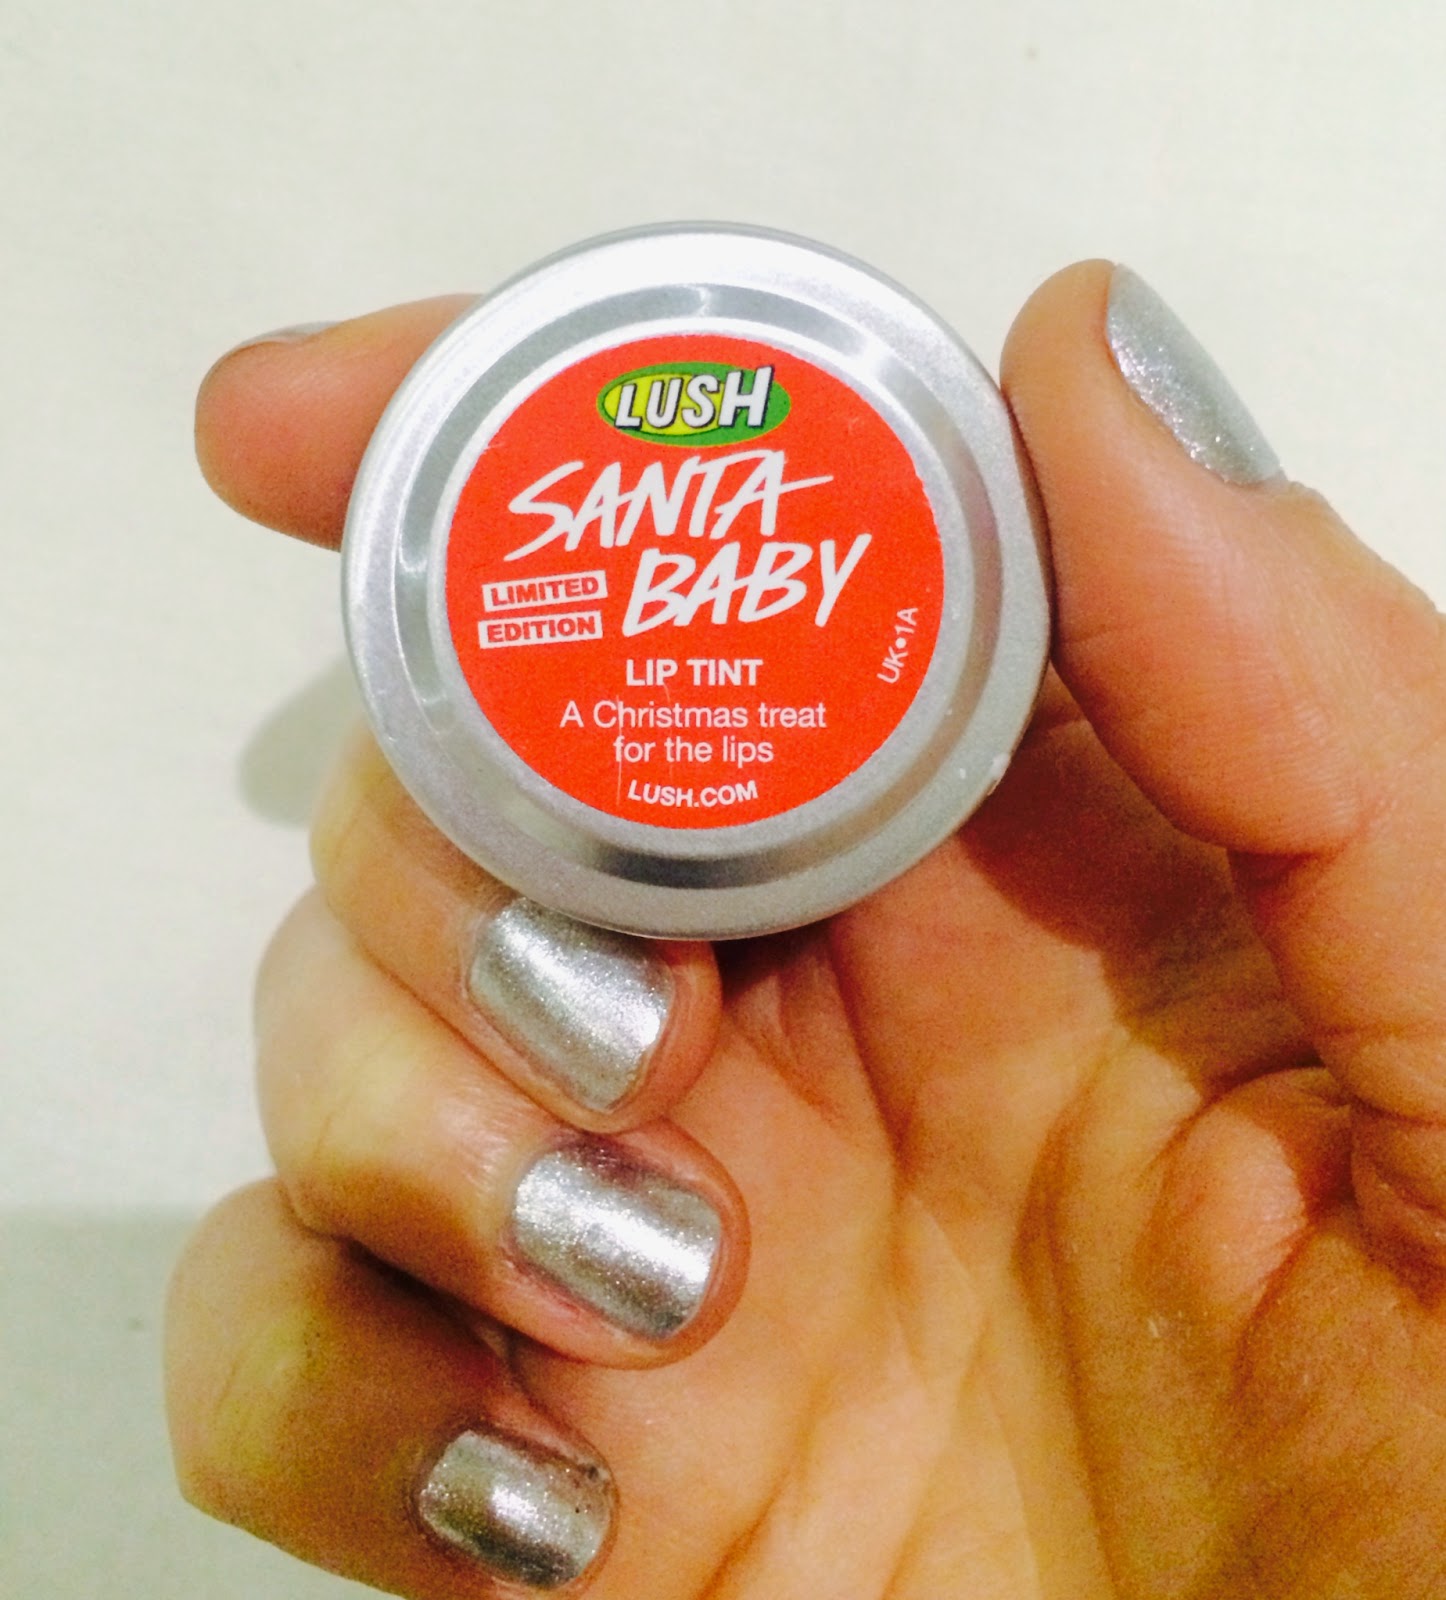 LUSH
SANTA
BABY
LIMITED
EDITION
LIP TINT
A Christmas treat
for the lips
LUSH.COM
UK•1A